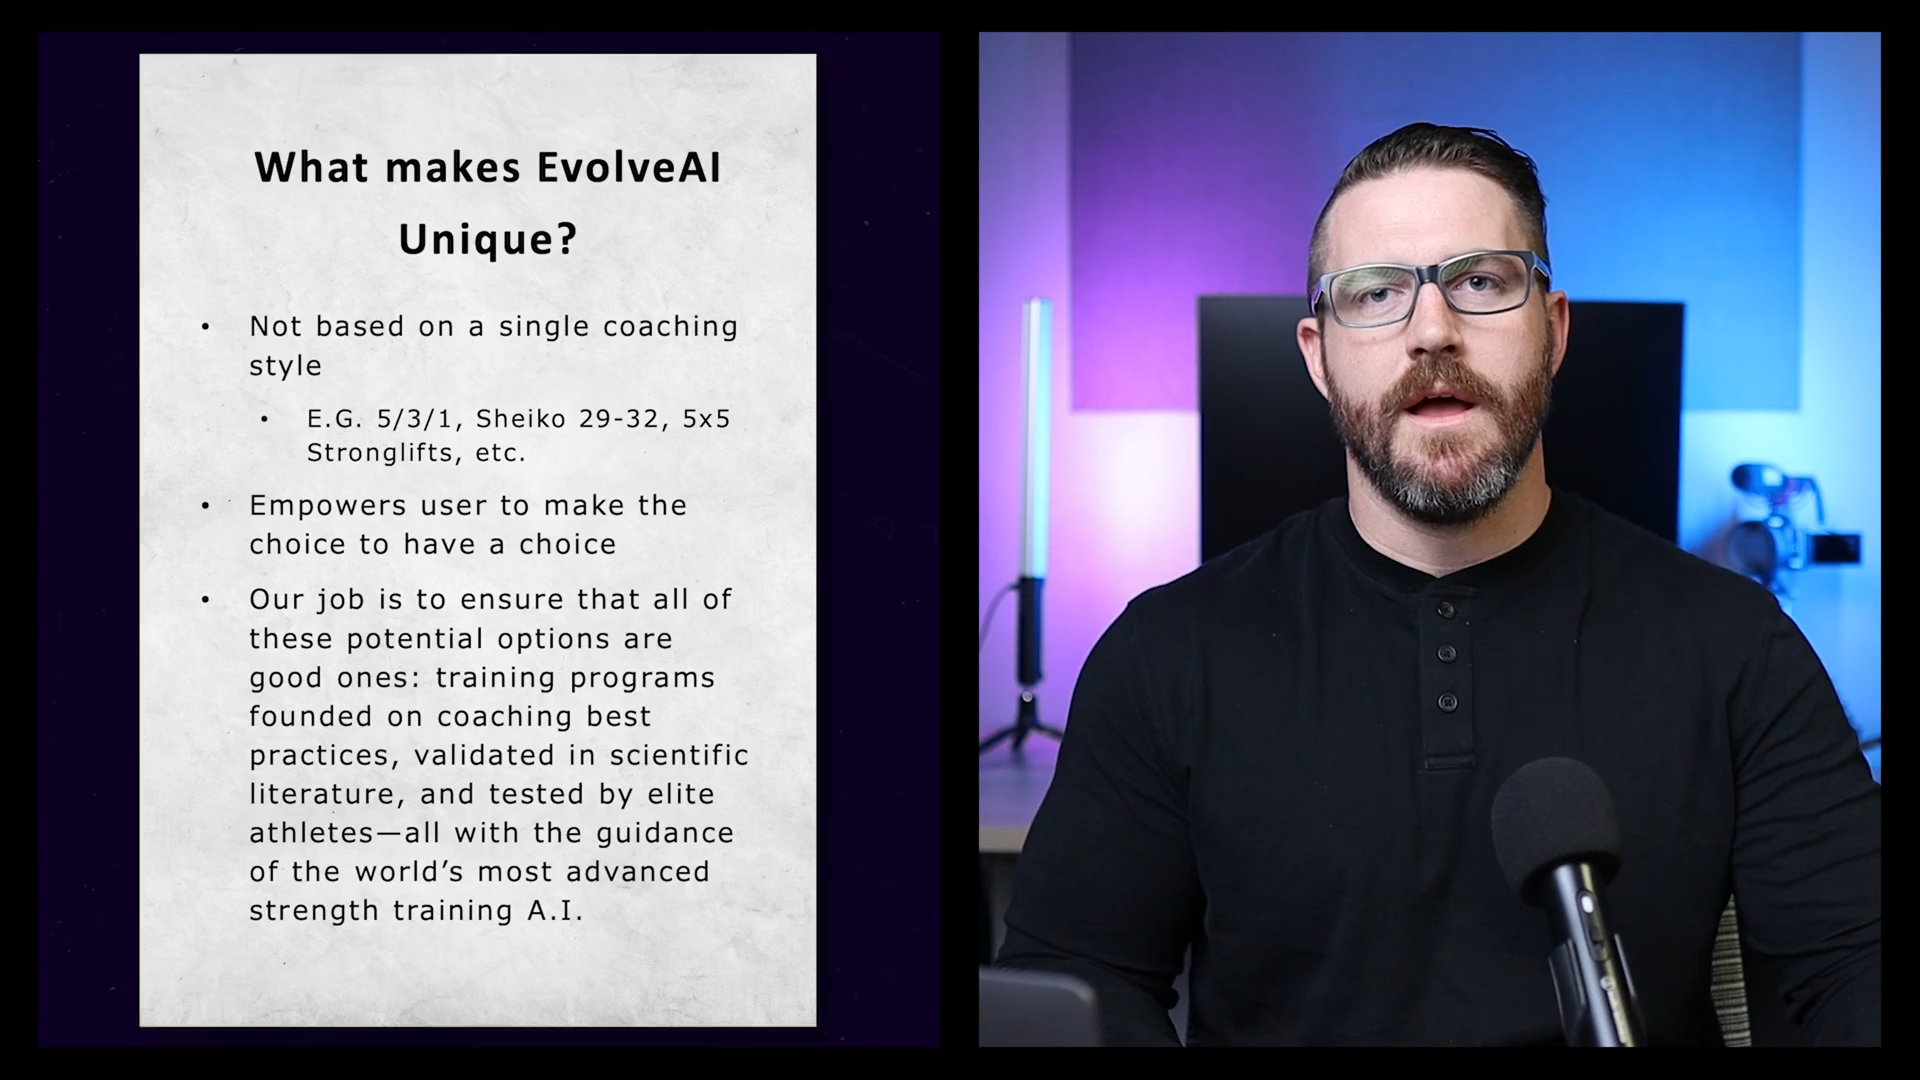 What makes EvolveAI
Unique?
• Not based on a single coaching
style
• E.G. 5/3/1, Sheiko 29-32, 5x5
Stronglifts, etc.
• Empowers user to make the
choice to have a choice
• Our job is to ensure that all of
these potential options are
good ones: training programs
founded on coaching best
practices, validated in scientific
literature, and tested by elite
athletes—all with the guidance
of the world’s most advanced
strength training A.I.